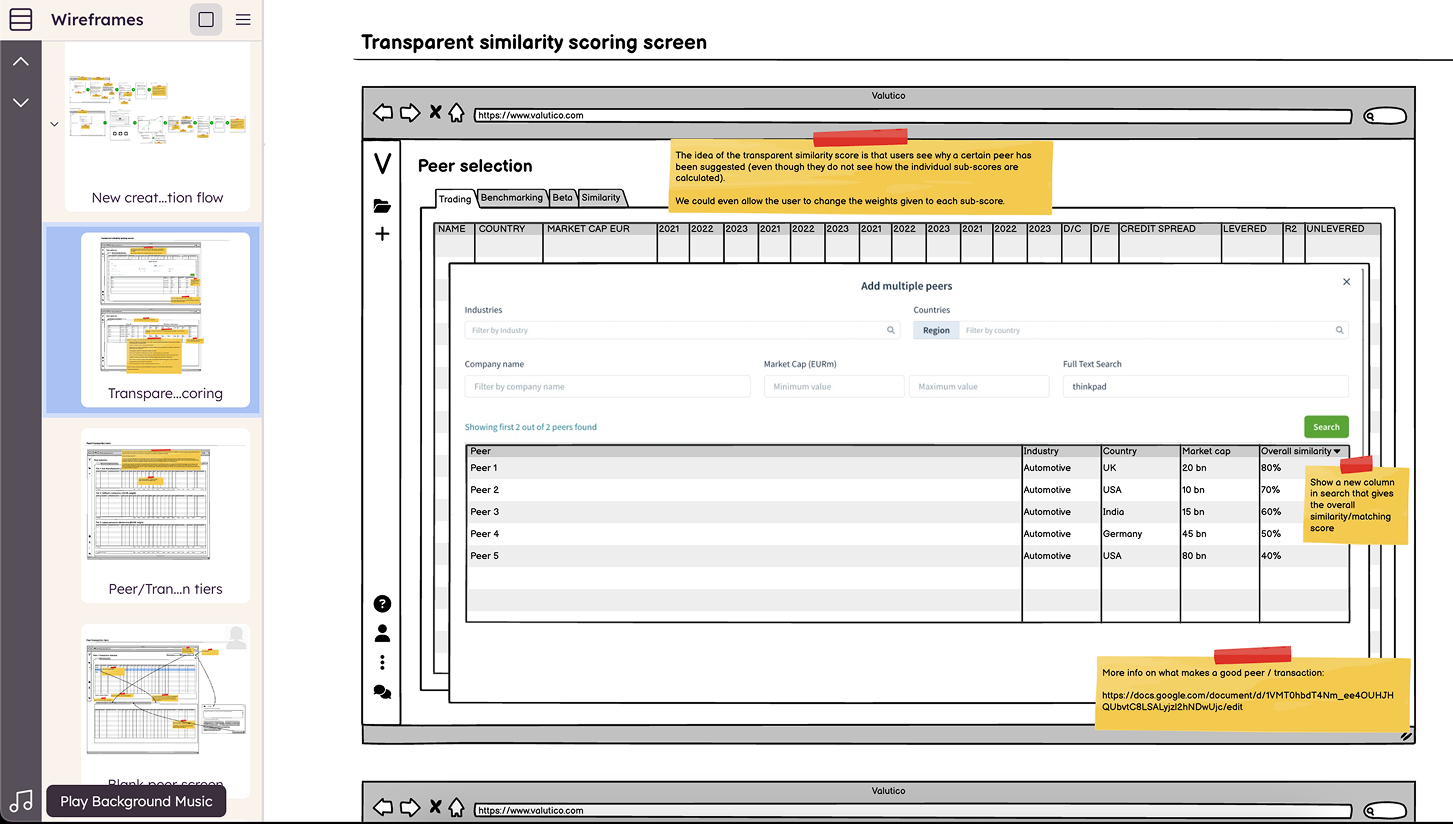 Wireframes
New creat...tion flow
Transpare...coring
Peer/Tran...n tiers
Blank peer screen
Play Background Music
Transparent similarity scoring screen
Valutico
https://www.valutico.com
V
Peer selection
The idea of the transparent similarity score is that users see why a certain peer has
been suggested (even though they do not see how the individual sub-scores are
calculated).
We could even allow the user to change the weights given to each sub-score.
Trading Benchmarking Beta Similarity
NAME COUNTRY MARKET CAP EUR 2021 2022 2023 2021 2022 2023 2021 2022 2023 2021 2022 2023 D/C D/E CREDIT SPREAD LEVERED R2 UNLEVERED
Add multiple peers
Industries Countries
Filter by Industry Region Filter by country
Company name Market Cap (EURm) Full Text Search
Filter by company name Minimum value Maximum value thinkpad
Showing first 2 out of 2 peers found Search
Peer Industry Country Market cap Overall similarity
Peer 1 Automotive UK 20 bn 80%
Peer 2 Automotive USA 10 bn 70%
Peer 3 Automotive India 15 bn 60%
Peer 4 Automotive Germany 45 bn 50%
Peer 5 Automotive USA 80 bn 40%
Show a new column
in search that gives
the overall
similarity/matching
score
More info on what makes a good peer / transaction:
https://docs.google.com/document/d/1VMT0hbdT4Nm_ee4OUHJH
QUbvtC8LSALyjzI2hNDwUjc/edit
Valutico
https://www.valutico.com